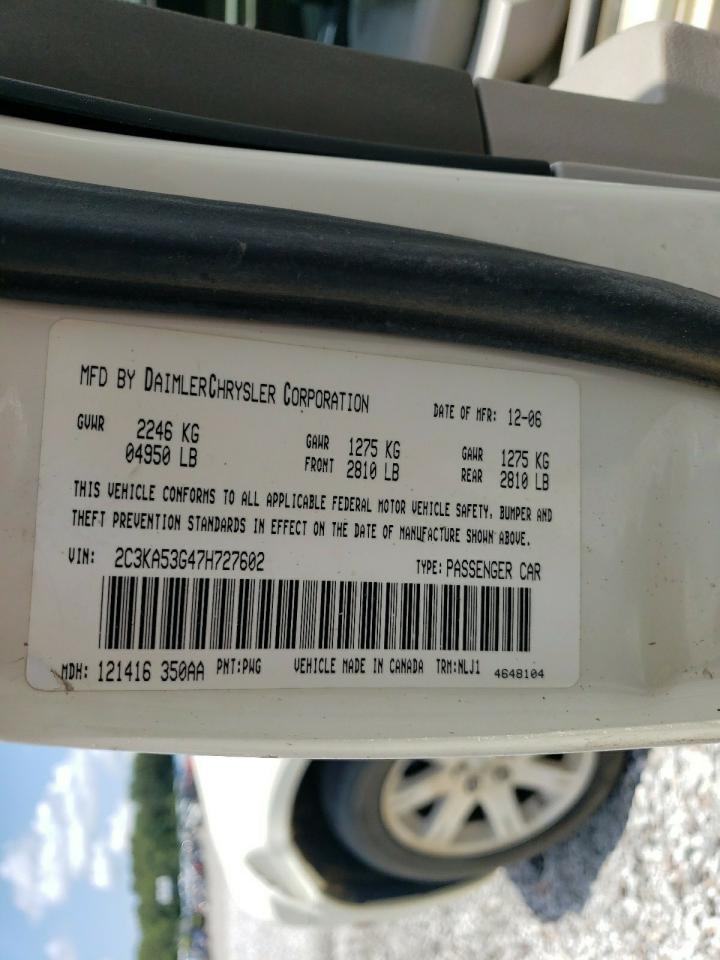 MFD BY DAIMLERCHRYSLER CORPORATION DATE OF MFR: 12-06
GVWR 2246 KG GAWR 1275 KG GAWR 1275 KG
04950 LB FRONT 2810 LB REAR 2810 LB
THIS VEHICLE CONFORMS TO ALL APPLICABLE FEDERAL MOTOR VEHICLE SAFETY, BUMPER AND
THEFT PREVENTION STANDARDS IN EFFECT ON THE DATE OF MANUFACTURE SHOWN ABOVE.
VIN: 2C3KA53G47H727602 TYPE: PASSENGER CAR
MDH: 121416 350AA PNT:PWG VEHICLE MADE IN CANADA TRM:NLJ1 4648104